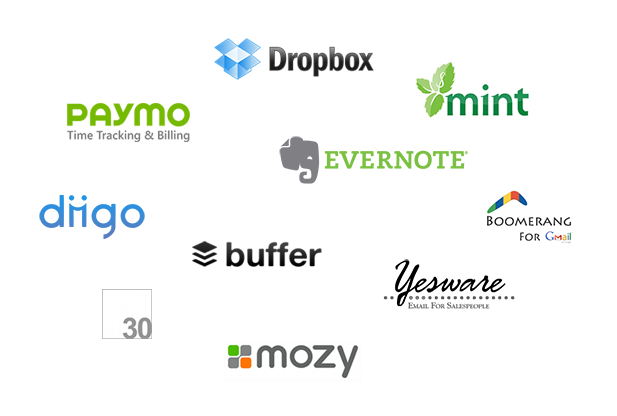 Dropbox
mint
PAYMO
Time Tracking & Billing
EVERNOTE
diigo
BOOMERANG
FOR Gmail
buffer
Yesware
EMAIL FOR SALESPEOPLE
30
mozy